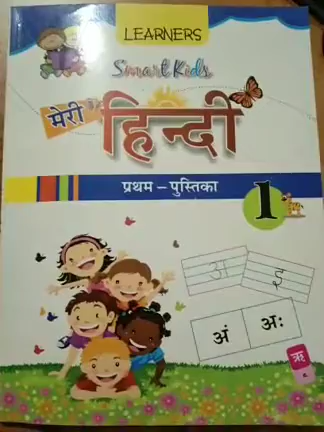 LEARNERS
Smart Kids
मेरी
हिन्दी
प्रथम – पुस्तिका
1
अ
इ
अं
अः
ऋ